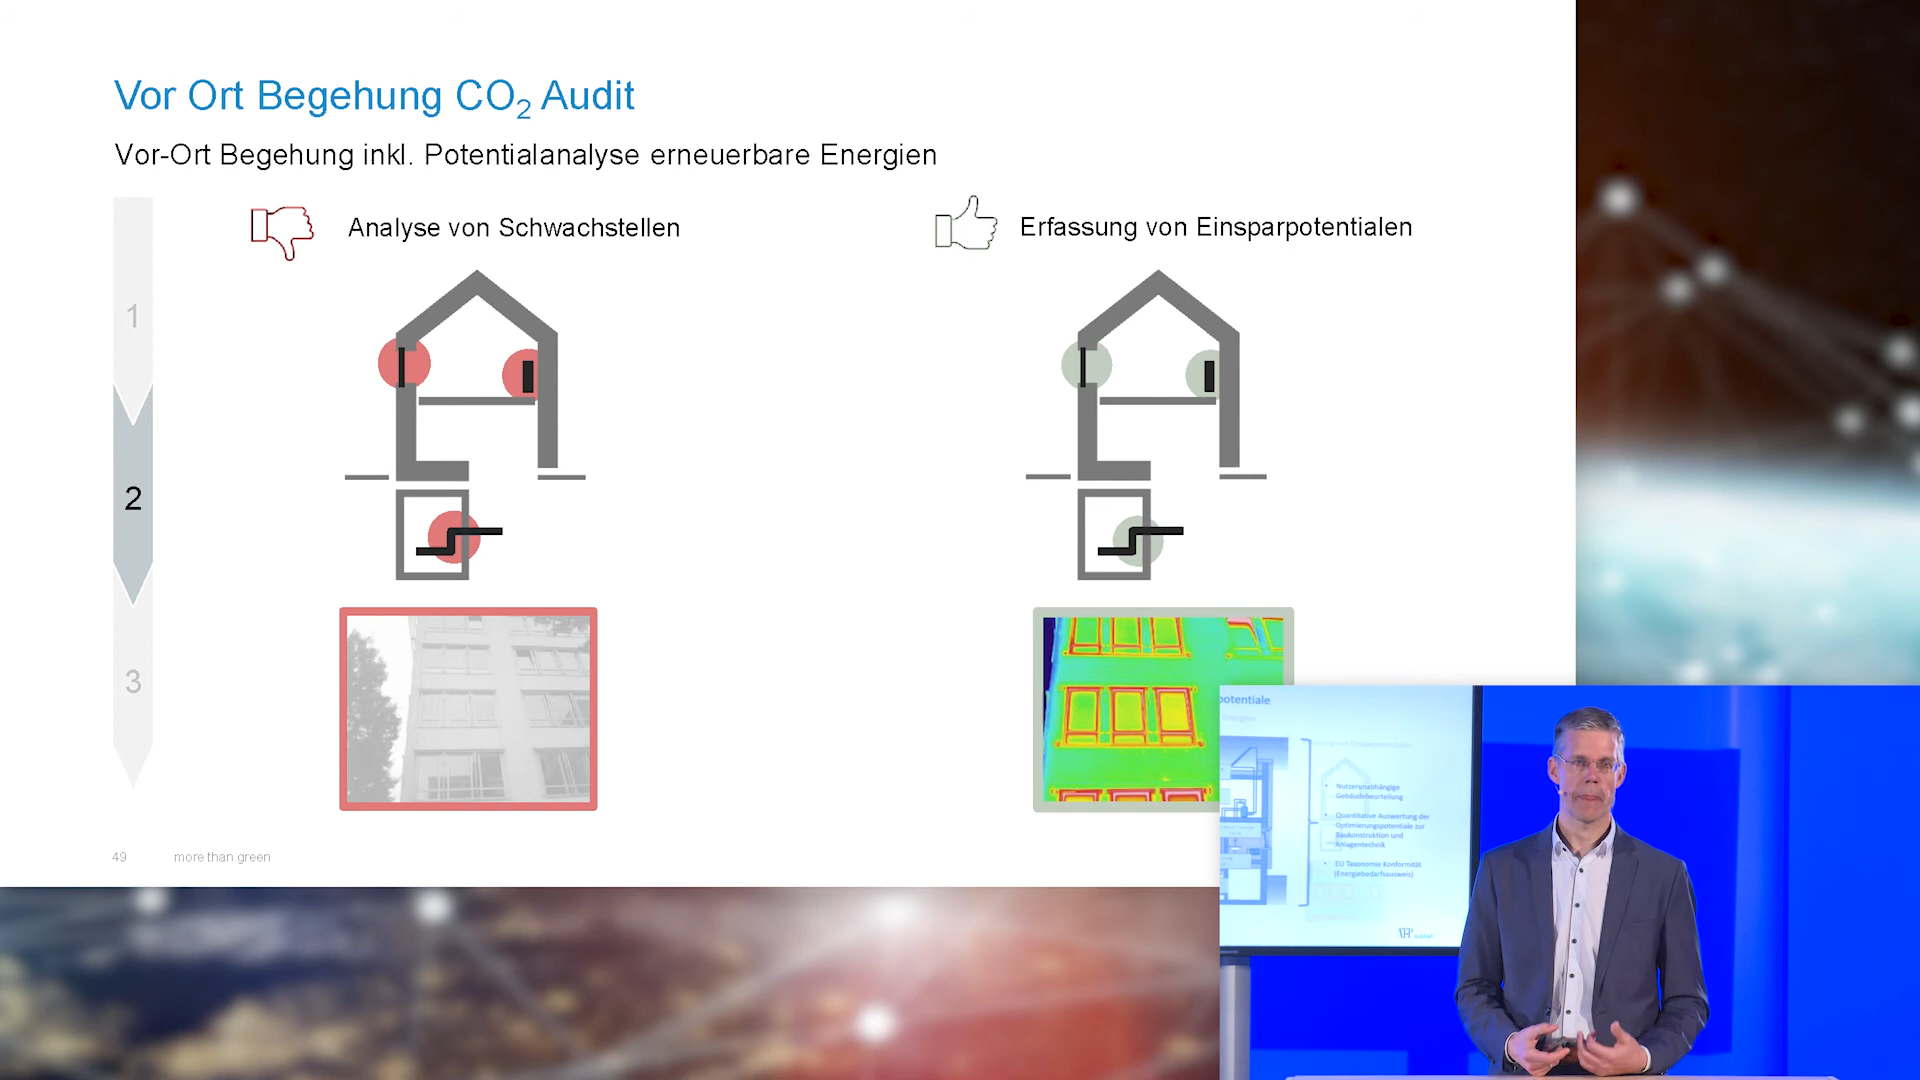 Vor Ort Begehung CO₂ Audit
Vor-Ort Begehung inkl. Potentialanalyse erneuerbare Energien
Analyse von Schwachstellen
Erfassung von Einsparpotentialen
1
2
3
49 more than green
potentiale
Nutzerunabhängige
Gebäudebeurteilung
Quantitative Auswertung der
Optimierungspotentiale zur
Baukonstruktion und
Anlagentechnik
EU Taxonomie Konformität
(Energiebedarfsausweis)